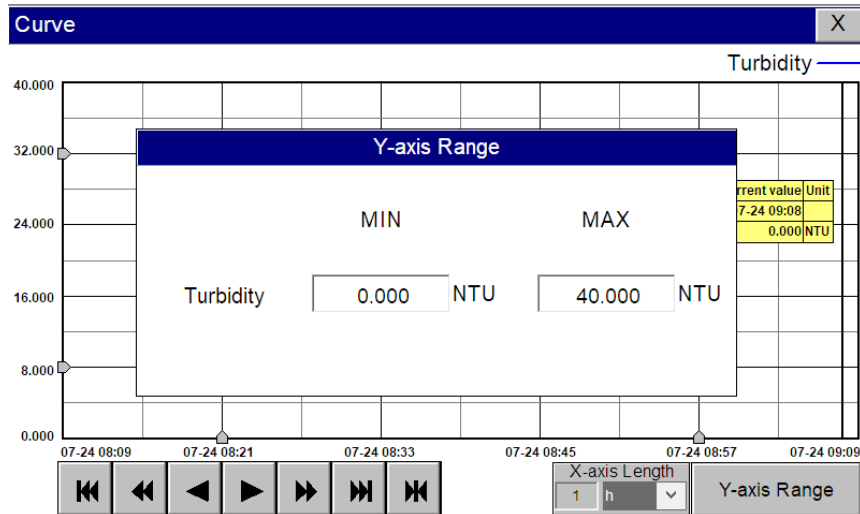 Curve X
Turbidity
40.000
32.000
24.000
16.000
8.000
0.000
Y-axis Range
MIN MAX
Turbidity 0.000 NTU 40.000 NTU
value Unit
07-24 09:08
0.000 NTU
07-24 08:09 07-24 08:21 07-24 08:33 07-24 08:45 07-24 08:57 07-24 09:09
X-axis Length
1 h
Y-axis Range